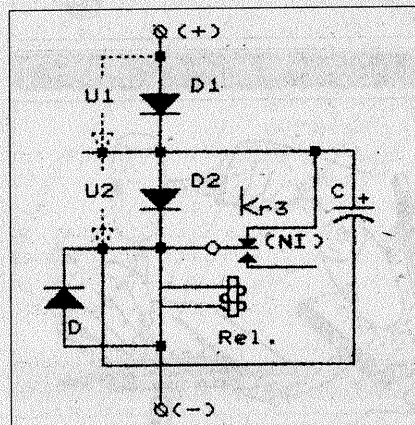 (+)
D1
U1
D2
U2
Kr3
C
+
(NI)
D
Rel.
(-)